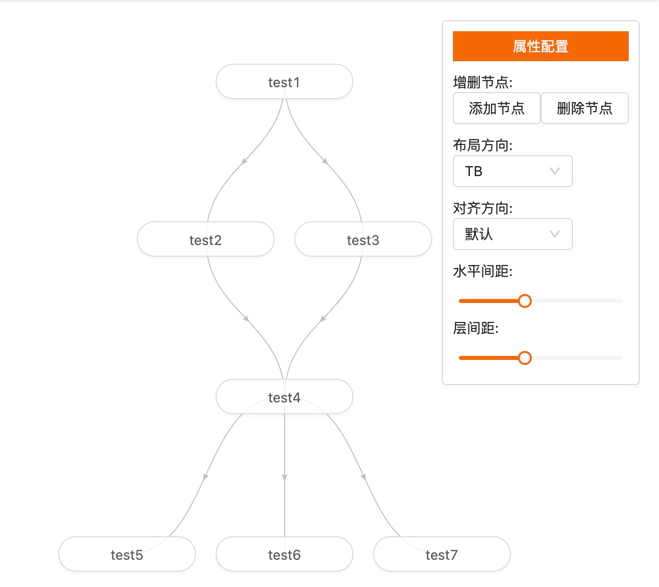 test1
test2
test3
test4
test5
test6
test7
属性配置
增删节点:
添加节点 删除节点
布局方向:
TB
对齐方向:
默认
水平间距:
层间距: